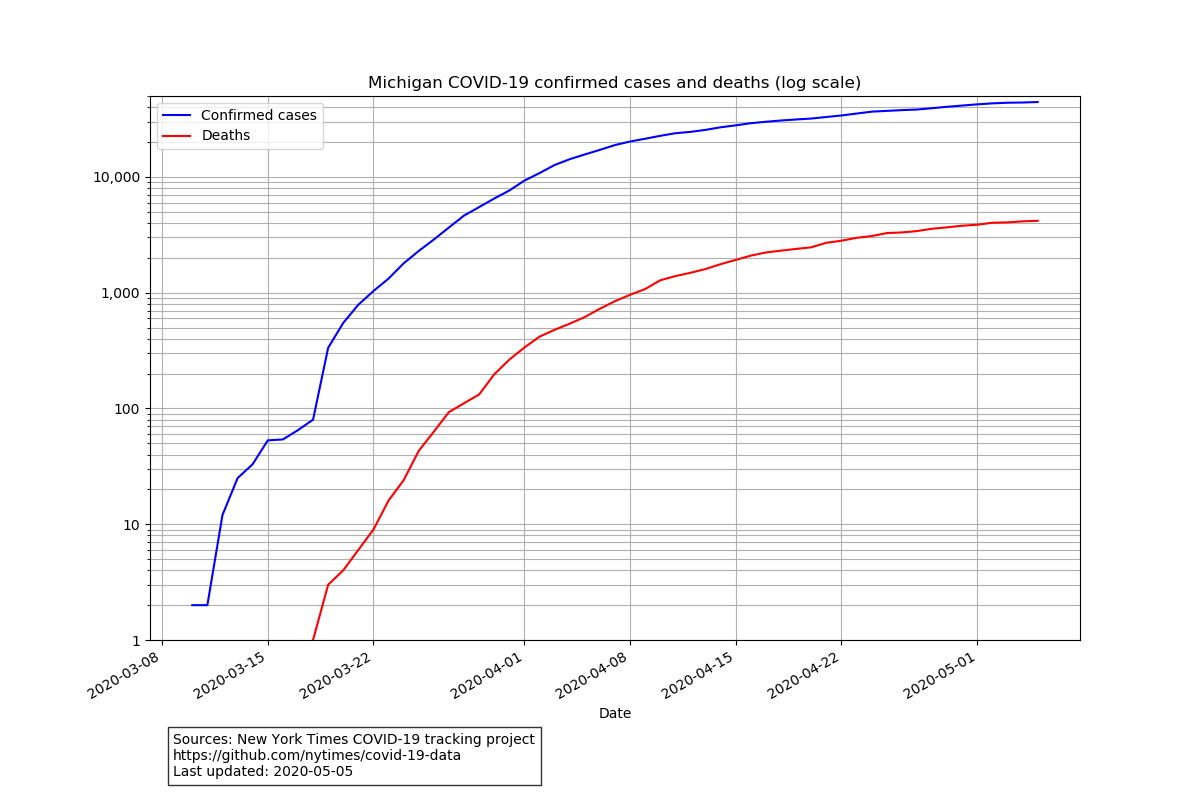 Michigan COVID-19 confirmed cases and deaths (log scale)
Confirmed cases
Deaths
10,000
1,000
100
10
1
2020-03-08
2020-03-15
2020-03-22
2020-04-01
2020-04-08
2020-04-15
2020-04-22
2020-05-01
Date
Sources: New York Times COVID-19 tracking project
https://github.com/nytimes/covid-19-data
Last updated: 2020-05-05